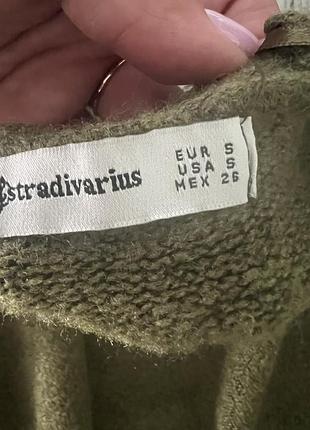 stradivarius
EUR S
USA S
MEX 26